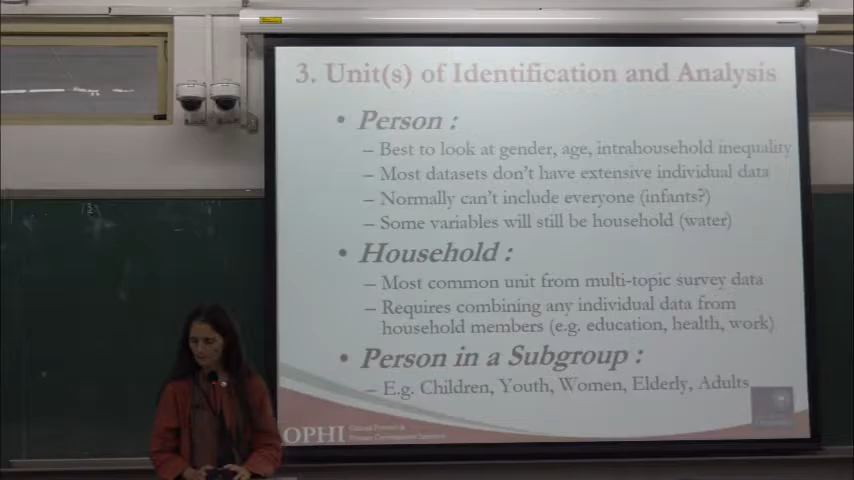 3. Unit(s) of Identification and Analysis
• Person :
– Best to look at gender, age, intrahousehold inequality
– Most datasets don't have extensive individual data
– Normally can't include everyone (infants?)
– Some variables will still be household (water)
• Household :
– Most common unit from multi-topic survey data
– Requires combining any individual data from
household members (e.g. education, health, work)
• Person in a Subgroup :
– E.g. Children, Youth, Women, Elderly, Adults
OPHI